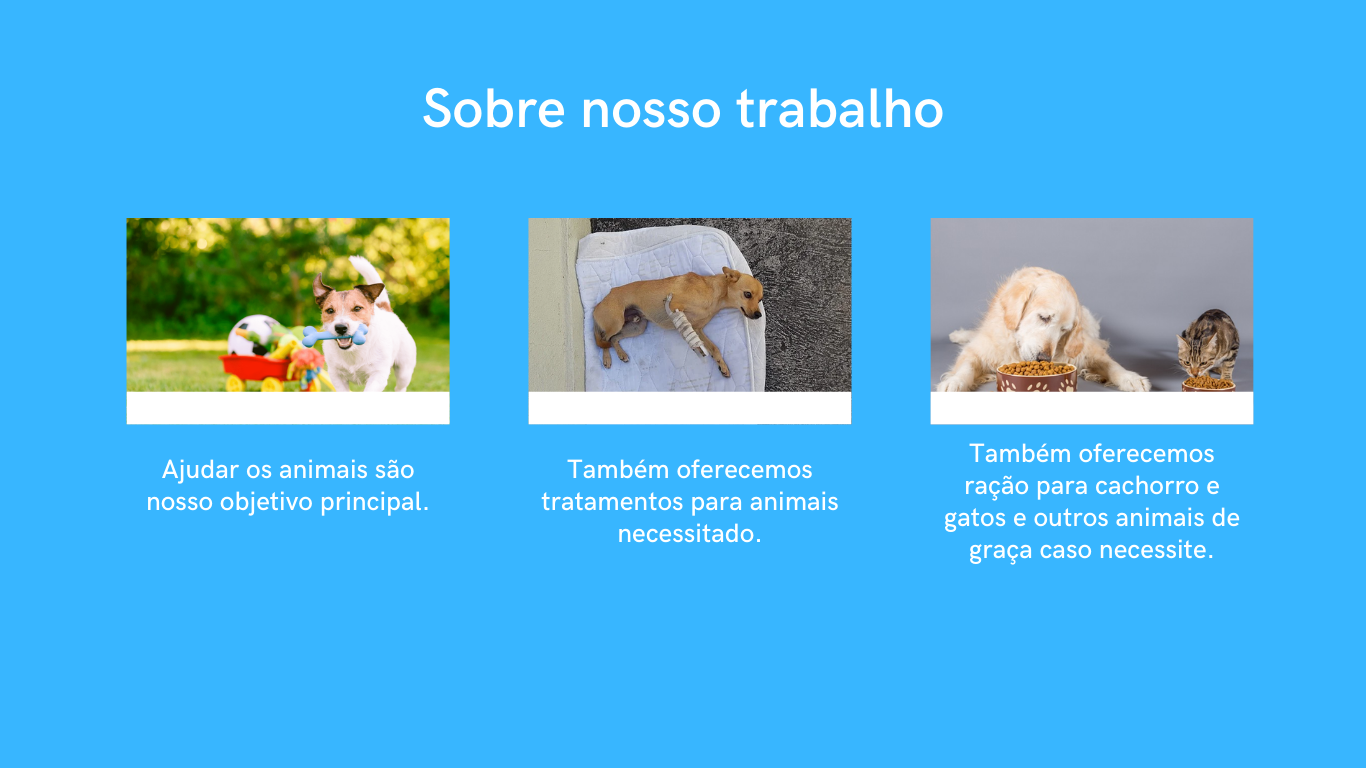 Sobre nosso trabalho
Ajudar os animais são
nosso objetivo principal.
Também oferecemos
tratamentos para animais
necessitado.
Também oferecemos
ração para cachorro e
gatos e outros animais de
graça caso necessite.